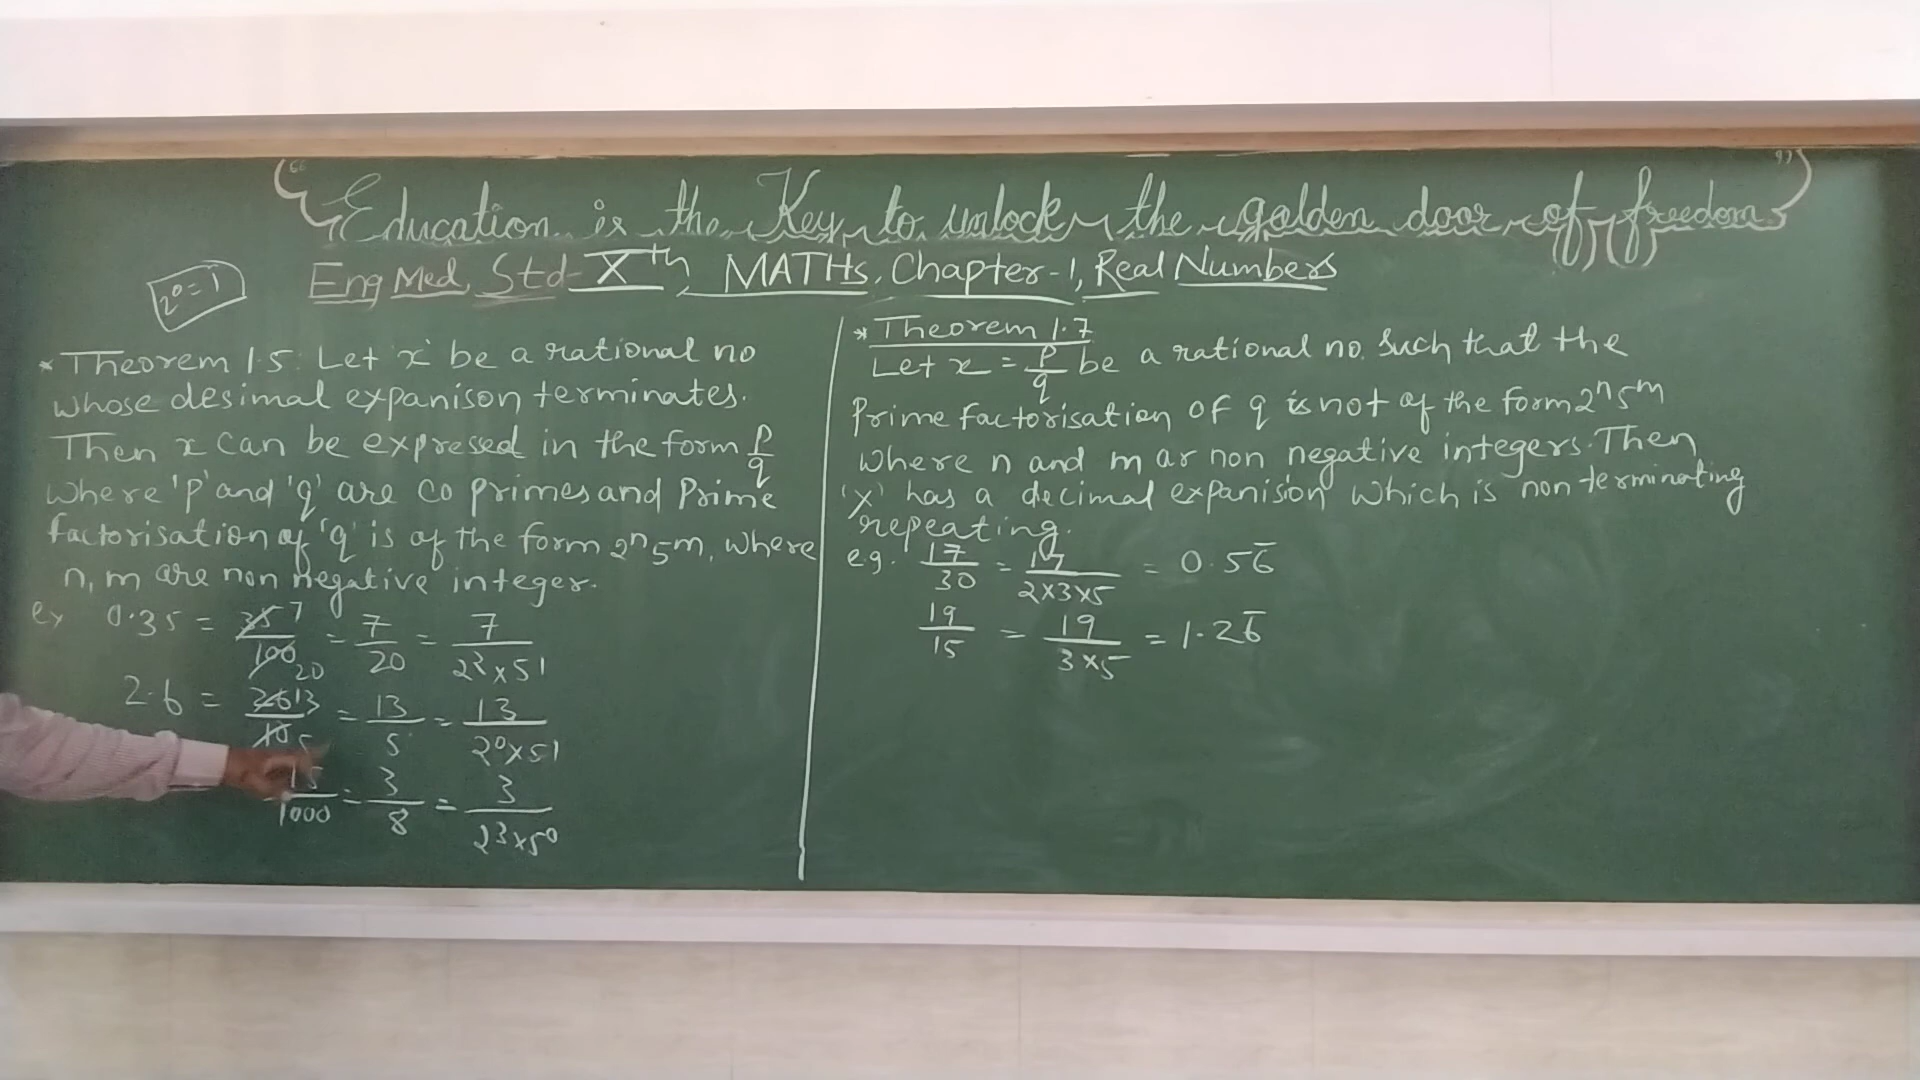 “Education is the Key to unlock the golden door of freedom”
Eng Med, Std-Xth, MATHs, Chapter-1, Real Numbers
2⁰=1
* Theorem 1.5: Let 'x' be a rational no
whose desimal expanison terminates.
Then x can be expresed in the form p/q
where 'p' and 'q' are co primes and Prime
factorisation of 'q' is of the form 2ⁿ5ᵐ, where
n, m are non negative integer.
ex 0.35 = 35/100 7/20 = 7/20 = 7/2²×5¹
2.6 = 26/10 13/5 = 13/5 = 13/2⁰×5¹
/1000 = 3/8 = 3/2³×5⁰
* Theorem 1.7
Let x = p/q be a rational no. Such that the
Prime factorisation of q is not of the form 2ⁿ5ᵐ
where n and m ar non negative integers. Then
'x' has a decimal expanision which is non terminating
repeating.
e.g. 17/30 = 17/2×3×5 = 0.56̅
19/15 = 19/3×5 = 1.26̅